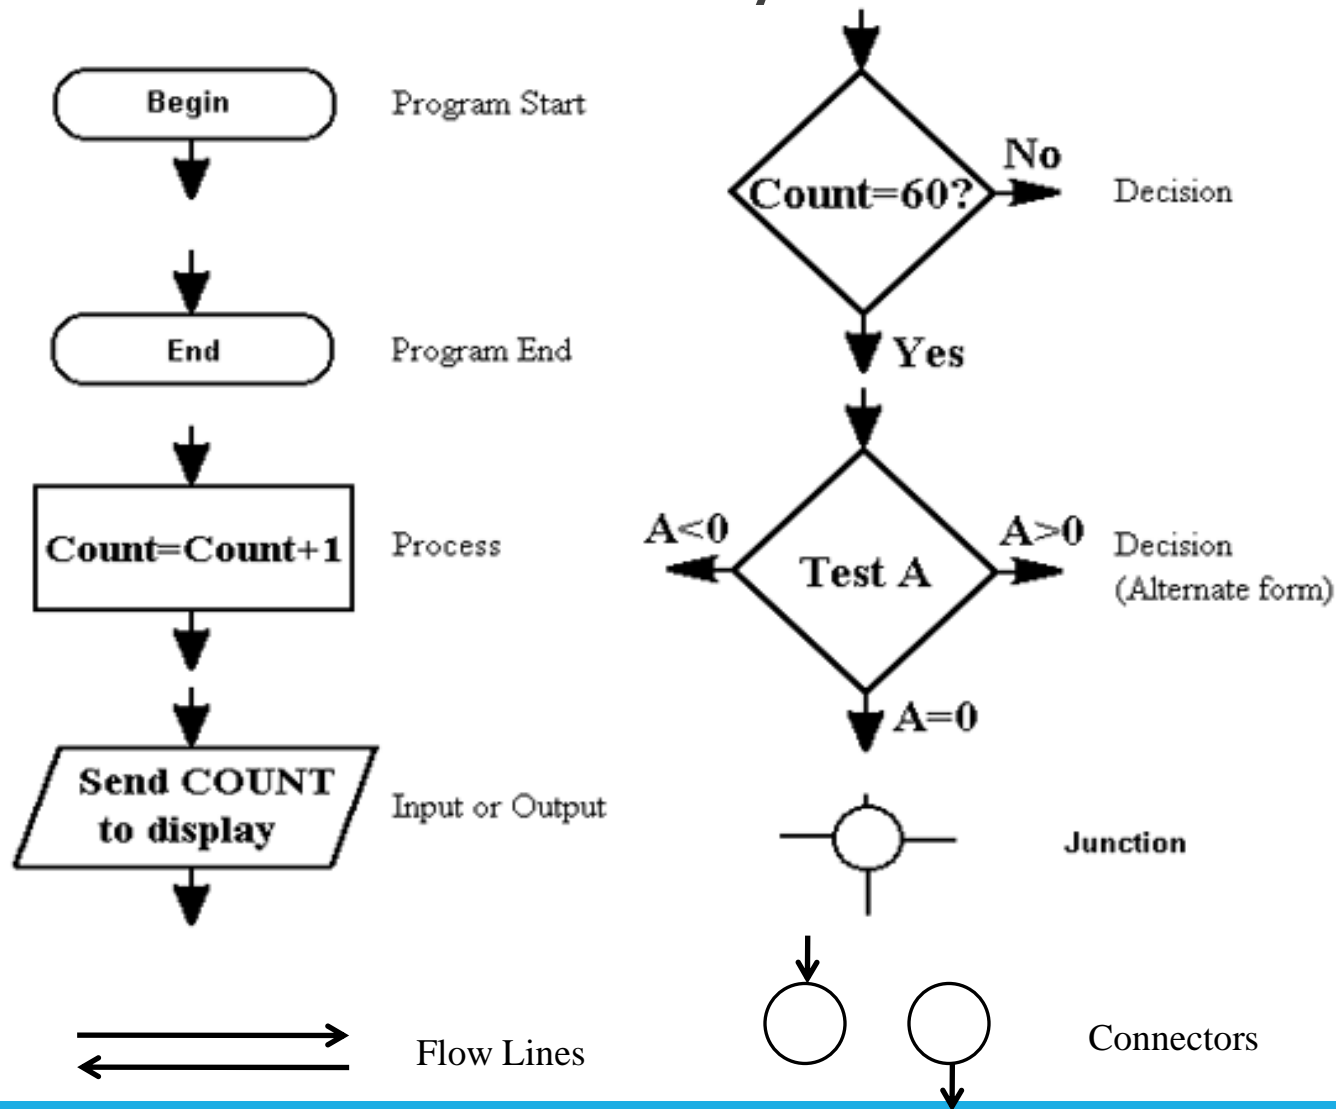 Begin
Program Start
End
Program End
Count=Count+1
Process
Send COUNT
to display
Input or Output
Flow Lines
Count=60?
No
Decision
Yes
A<0
Test A
A>0
Decision
(Alternate form)
A=0
Junction
Connectors